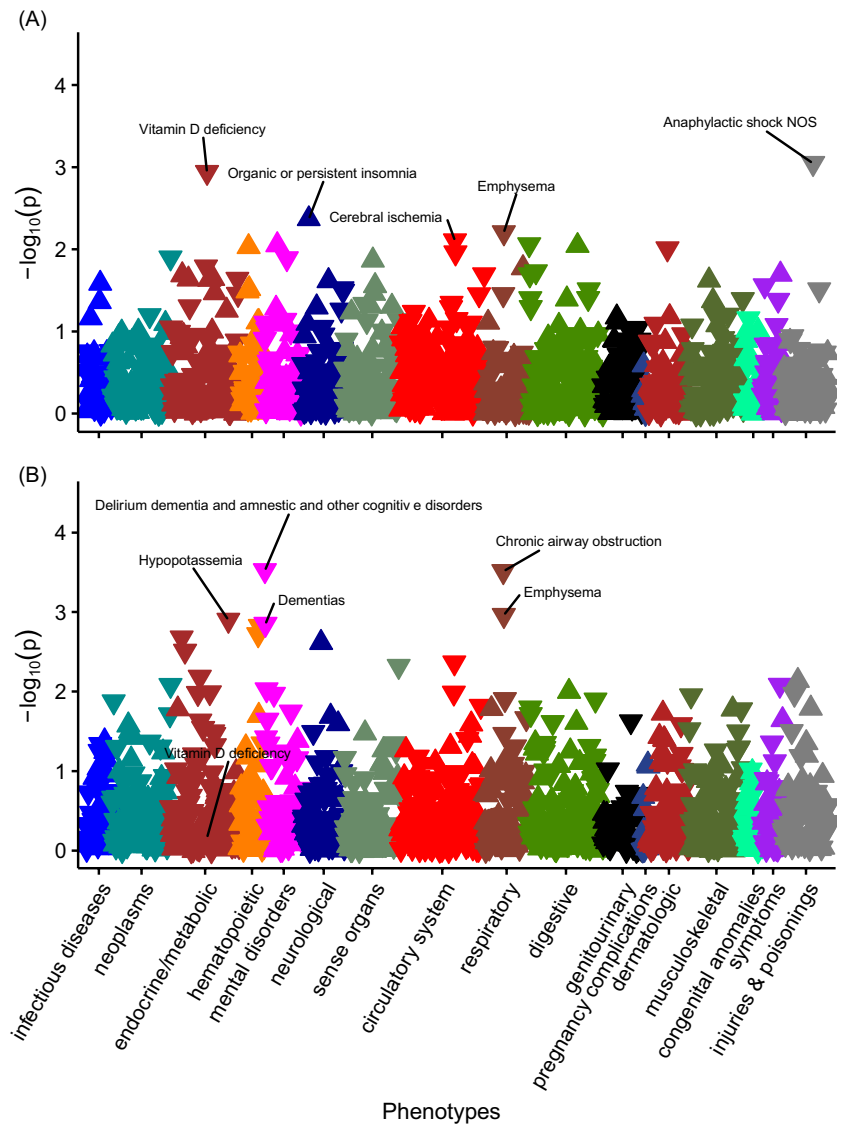 (A)
4
Anaphylactic shock NOS
Vitamin D deficiency
3
Organic or persistent insomnia
Emphysema
Cerebral ischemia
2
1
0
−log10(p)
(B)
Delirium dementia and amnestic and other cognitiv e disorders
4
Chronic airway obstruction
Hypopotassemia
Emphysema
Dementias
3
2
Vitamin D deficiency
1
0
−log10(p)
infectious diseases
neoplasms
endocrine/metabolic
hematopoietic
mental disorders
neurological
sense organs
circulatory system
respiratory
digestive
genitourinary
pregnancy complications
dermatologic
musculoskeletal
congenital anomalies
symptoms
injuries & poisonings
Phenotypes